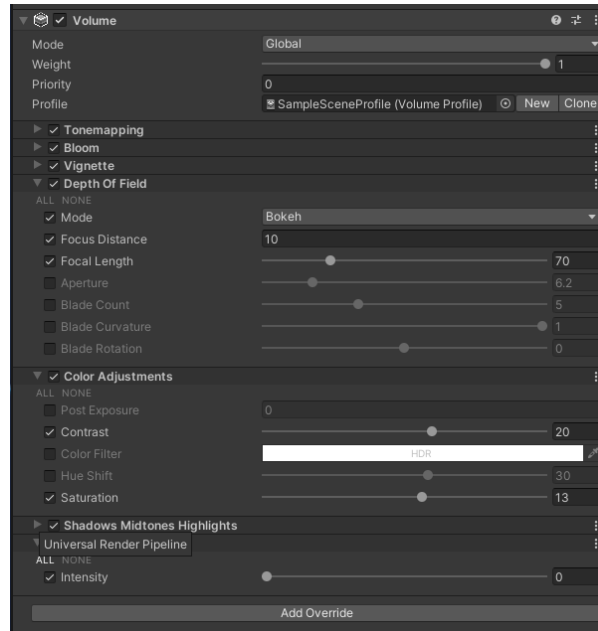 Volume
Mode Global
Weight 1
Priority 0
Profile SampleSceneProfile (Volume Profile) New Clone
Tonemapping
Bloom
Vignette
Depth Of Field
ALL NONE
Mode Bokeh
Focus Distance 10
Focal Length 70
Aperture 6.2
Blade Count 5
Blade Curvature 1
Blade Rotation 0
Color Adjustments
ALL NONE
Post Exposure 0
Contrast 20
Color Filter HDR
Hue Shift 30
Saturation 13
Shadows Midtones Highlights
Universal Render Pipeline
ALL NONE
Intensity 0
Add Override